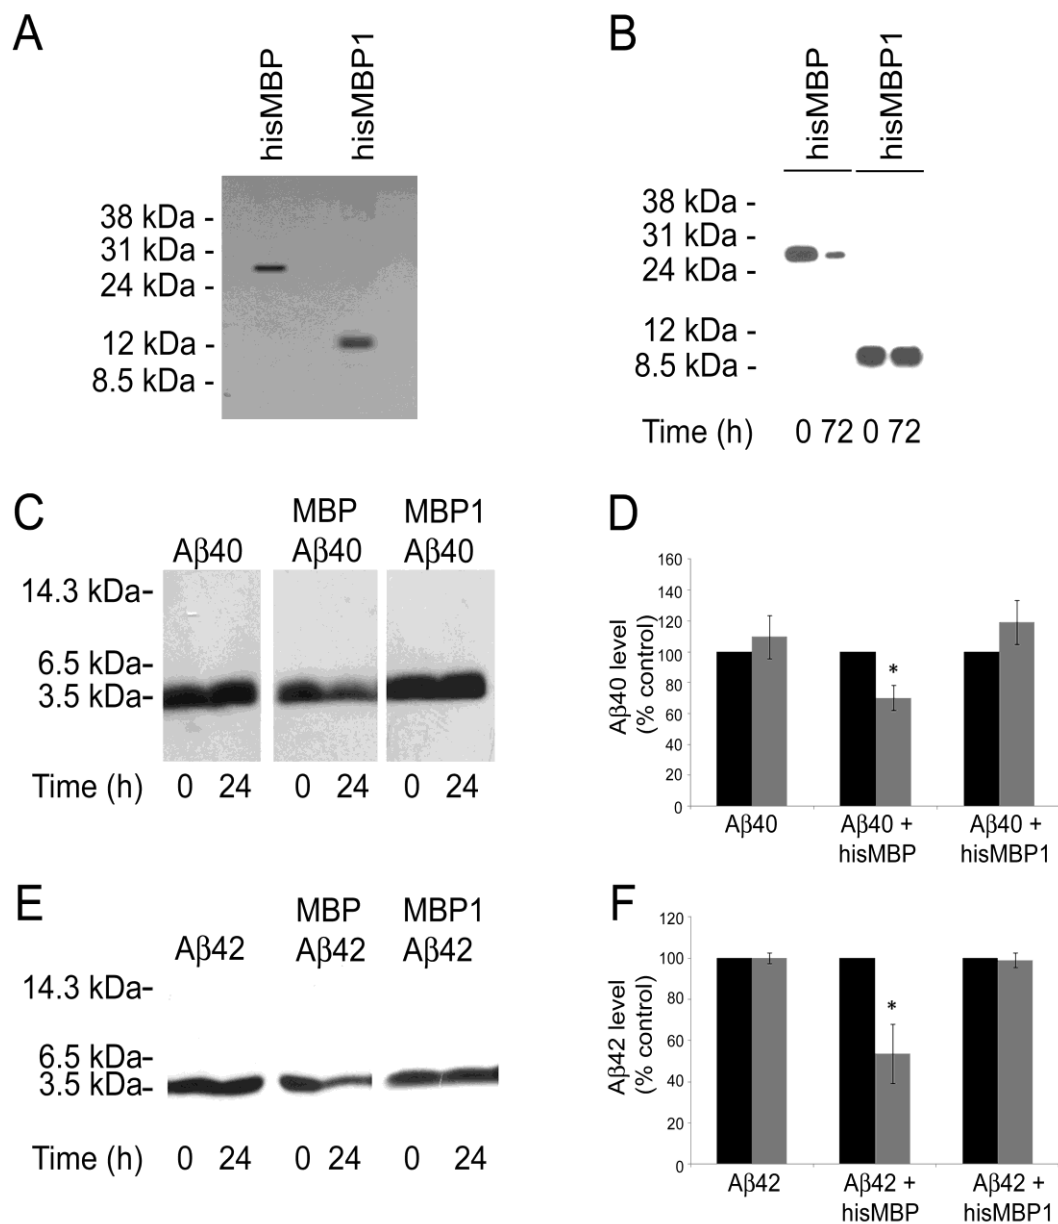 A
hisMBP
hisMBP1
38 kDa -
31 kDa -
24 kDa -
12 kDa -
8.5 kDa -
B
hisMBP
hisMBP1
38 kDa -
31 kDa -
24 kDa -
12 kDa -
8.5 kDa -
Time (h) 0 72 0 72
C
Aβ40
MBP
Aβ40
MBP1
Aβ40
14.3 kDa-
6.5 kDa-
3.5 kDa-
Time (h) 0 24 0 24 0 24
D
Aβ40 level
(% control)
160
140
120
100
80
60
40
20
0
*
Aβ40
Aβ40 +
hisMBP
Aβ40 +
hisMBP1
E
Aβ42
MBP
Aβ42
MBP1
Aβ42
14.3 kDa-
6.5 kDa-
3.5 kDa-
Time (h) 0 24 0 24 0 24
F
Aβ42 level
(% control)
120
100
80
60
40
20
0
*
Aβ42
Aβ42 +
hisMBP
Aβ42 +
hisMBP1